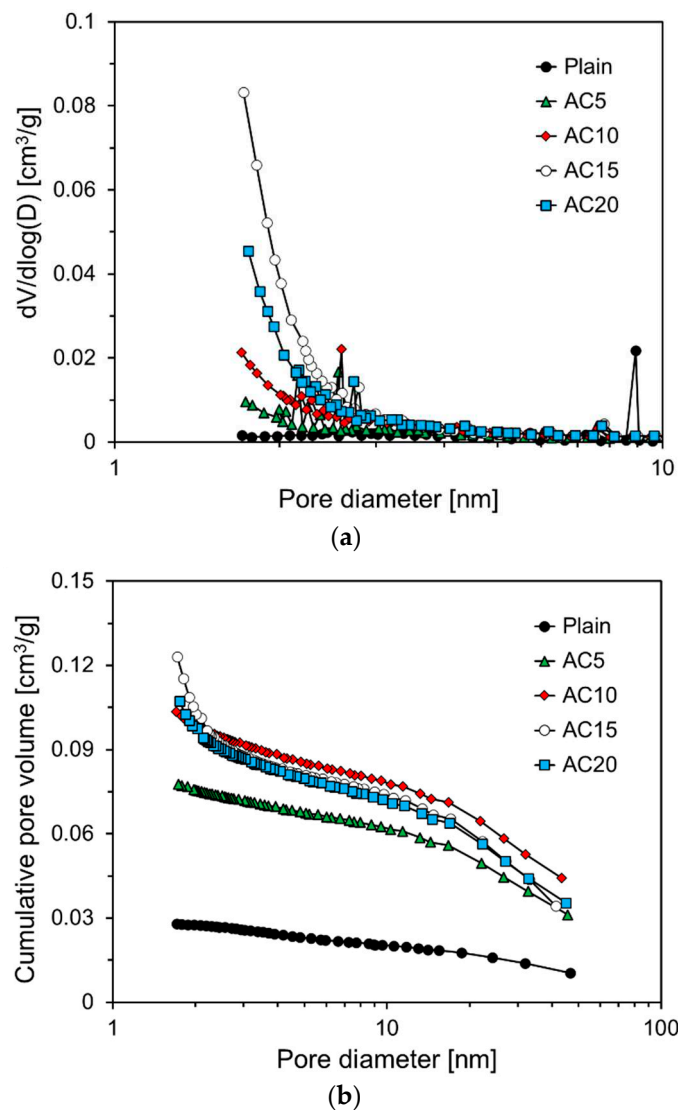 0.1
0.08
0.06
0.04
0.02
0
dV/dlog(D) [cm³/g]
Plain
AC5
AC10
AC15
AC20
1
10
Pore diameter [nm]
(a)
0.15
0.12
0.09
0.06
0.03
0
Cumulative pore volume [cm³/g]
Plain
AC5
AC10
AC15
AC20
1
10
100
Pore diameter [nm]
(b)